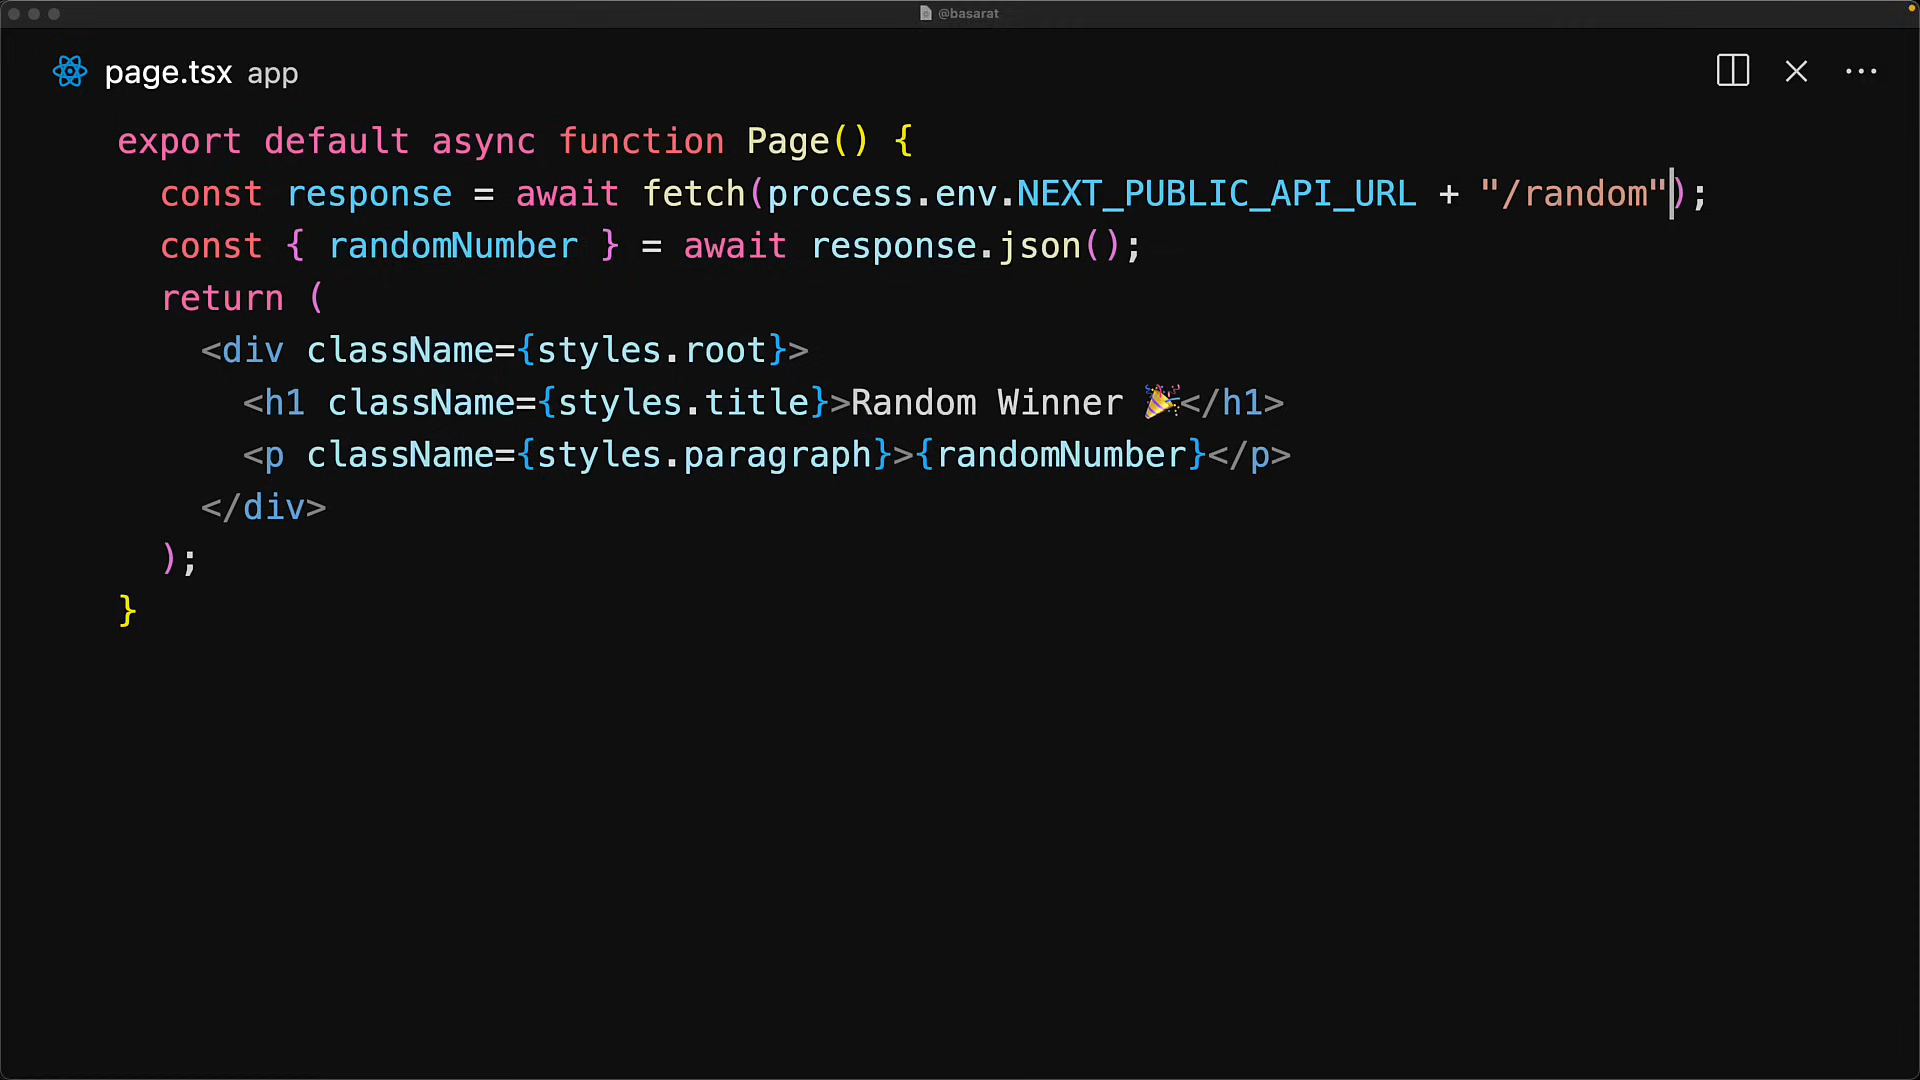 @basarat
page.tsx app
export default async function Page() {
  const response = await fetch(process.env.NEXT_PUBLIC_API_URL + "/random");
  const { randomNumber } = await response.json();
  return (
    <div className={styles.root}>
      <h1 className={styles.title}>Random Winner 🎉</h1>
      <p className={styles.paragraph}>{randomNumber}</p>
    </div>
  );
}